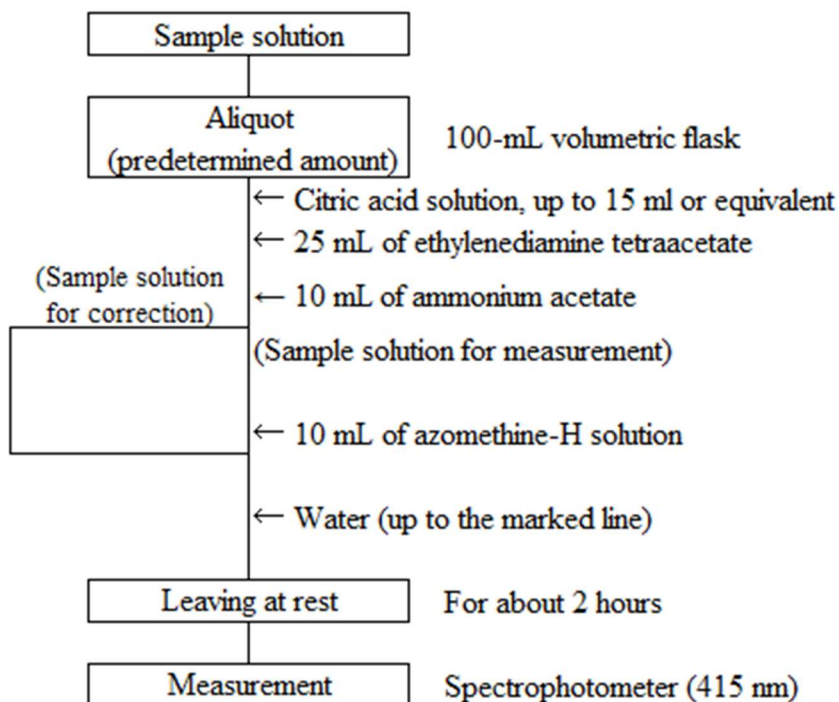 Sample solution
Aliquot
(predetermined amount)
100-mL volumetric flask
← Citric acid solution, up to 15 ml or equivalent
← 25 mL of ethylenediamine tetraacetate
(Sample solution
for correction)
← 10 mL of ammonium acetate
(Sample solution for measurement)
← 10 mL of azomethine-H solution
← Water (up to the marked line)
Leaving at rest
For about 2 hours
Measurement
Spectrophotometer (415 nm)